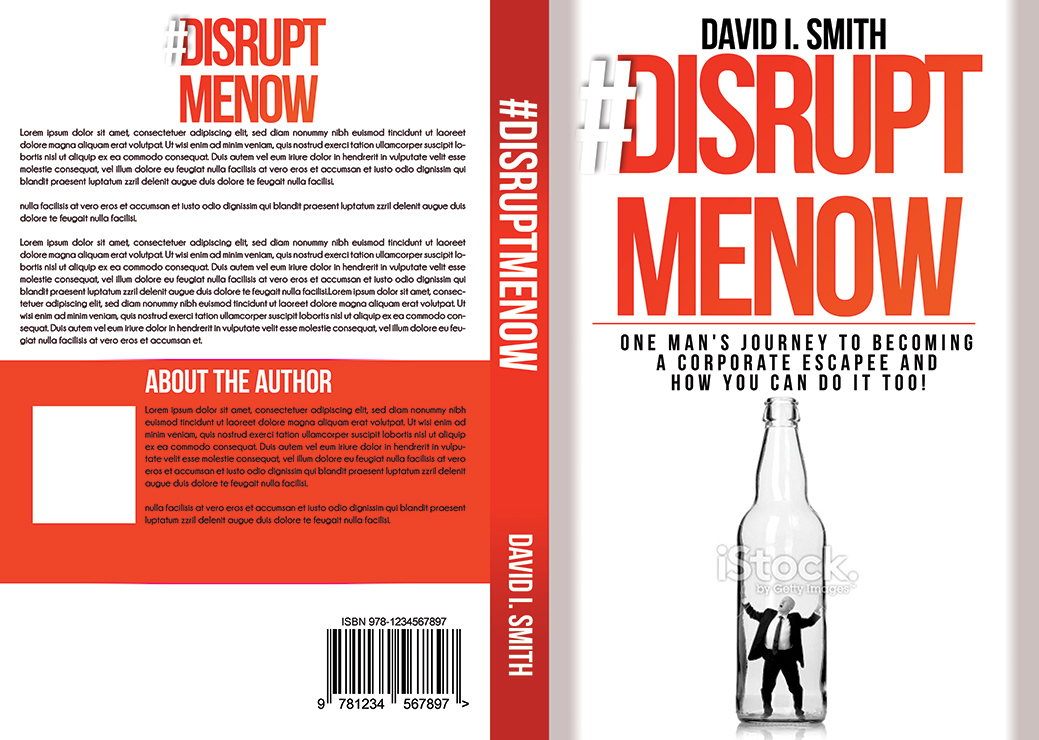 #DISRUPT
MENOW
Lorem ipsum dolor sit amet, consectetuer adipiscing elit, sed diam nonummy nibh euismod tincidunt ut laoreet
dolore magna aliquam erat volutpat. Ut wisi enim ad minim veniam, quis nostrud exerci tation ullamcorper suscipit lo-
bortis nisl ut aliquip ex ea commodo consequat. Duis autem vel eum iriure dolor in hendrerit in vulputate velit esse
molestie consequat, vel illum dolore eu feugiat nulla facilisis at vero eros et accumsan et iusto odio dignissim qui
blandit praesent luptatum zzril delenit augue duis dolore te feugait nulla facilisi.
nulla facilisis at vero eros et accumsan et iusto odio dignissim qui blandit praesent luptatum zzril delenit augue duis
dolore te feugait nulla facilisi.
Lorem ipsum dolor sit amet, consectetuer adipiscing elit, sed diam nonummy nibh euismod tincidunt ut laoreet
dolore magna aliquam erat volutpat. Ut wisi enim ad minim veniam, quis nostrud exerci tation ullamcorper suscipit lo-
bortis nisl ut aliquip ex ea commodo consequat. Duis autem vel eum iriure dolor in hendrerit in vulputate velit esse
molestie consequat, vel illum dolore eu feugiat nulla facilisis at vero eros et accumsan et iusto odio dignissim qui
blandit praesent luptatum zzril delenit augue duis dolore te feugait nulla facilisi.Lorem ipsum dolor sit amet, consec-
tetuer adipiscing elit, sed diam nonummy nibh euismod tincidunt ut laoreet dolore magna aliquam erat volutpat. Ut
wisi enim ad minim veniam, quis nostrud exerci tation ullamcorper suscipit lobortis nisl ut aliquip ex ea commodo con-
sequat. Duis autem vel eum iriure dolor in hendrerit in vulputate velit esse molestie consequat, vel illum dolore eu feu-
giat nulla facilisis at vero eros et accumsan et.
ABOUT THE AUTHOR
Lorem ipsum dolor sit amet, consectetuer adipiscing elit, sed diam nonummy nibh
euismod tincidunt ut laoreet dolore magna aliquam erat volutpat. Ut wisi enim ad
minim veniam, quis nostrud exerci tation ullamcorper suscipit lobortis nisl ut aliquip
ex ea commodo consequat. Duis autem vel eum iriure dolor in hendrerit in vulpu-
tate velit esse molestie consequat, vel illum dolore eu feugiat nulla facilisis at vero
eros et accumsan et iusto odio dignissim qui blandit praesent luptatum zzril delenit
augue duis dolore te feugait nulla facilisi.
nulla facilisis at vero eros et accumsan et iusto odio dignissim qui blandit praesent
luptatum zzril delenit augue duis dolore te feugait nulla facilisi.
ISBN 978-1234567897
9 781234 567897 >
#DISRUPTMENOW
DAVID I. SMITH
DAVID I. SMITH
#DISRUPT
MENOW
ONE MAN'S JOURNEY TO BECOMING
A CORPORATE ESCAPEE AND
HOW YOU CAN DO IT TOO!
iStock.
by Getty Images™